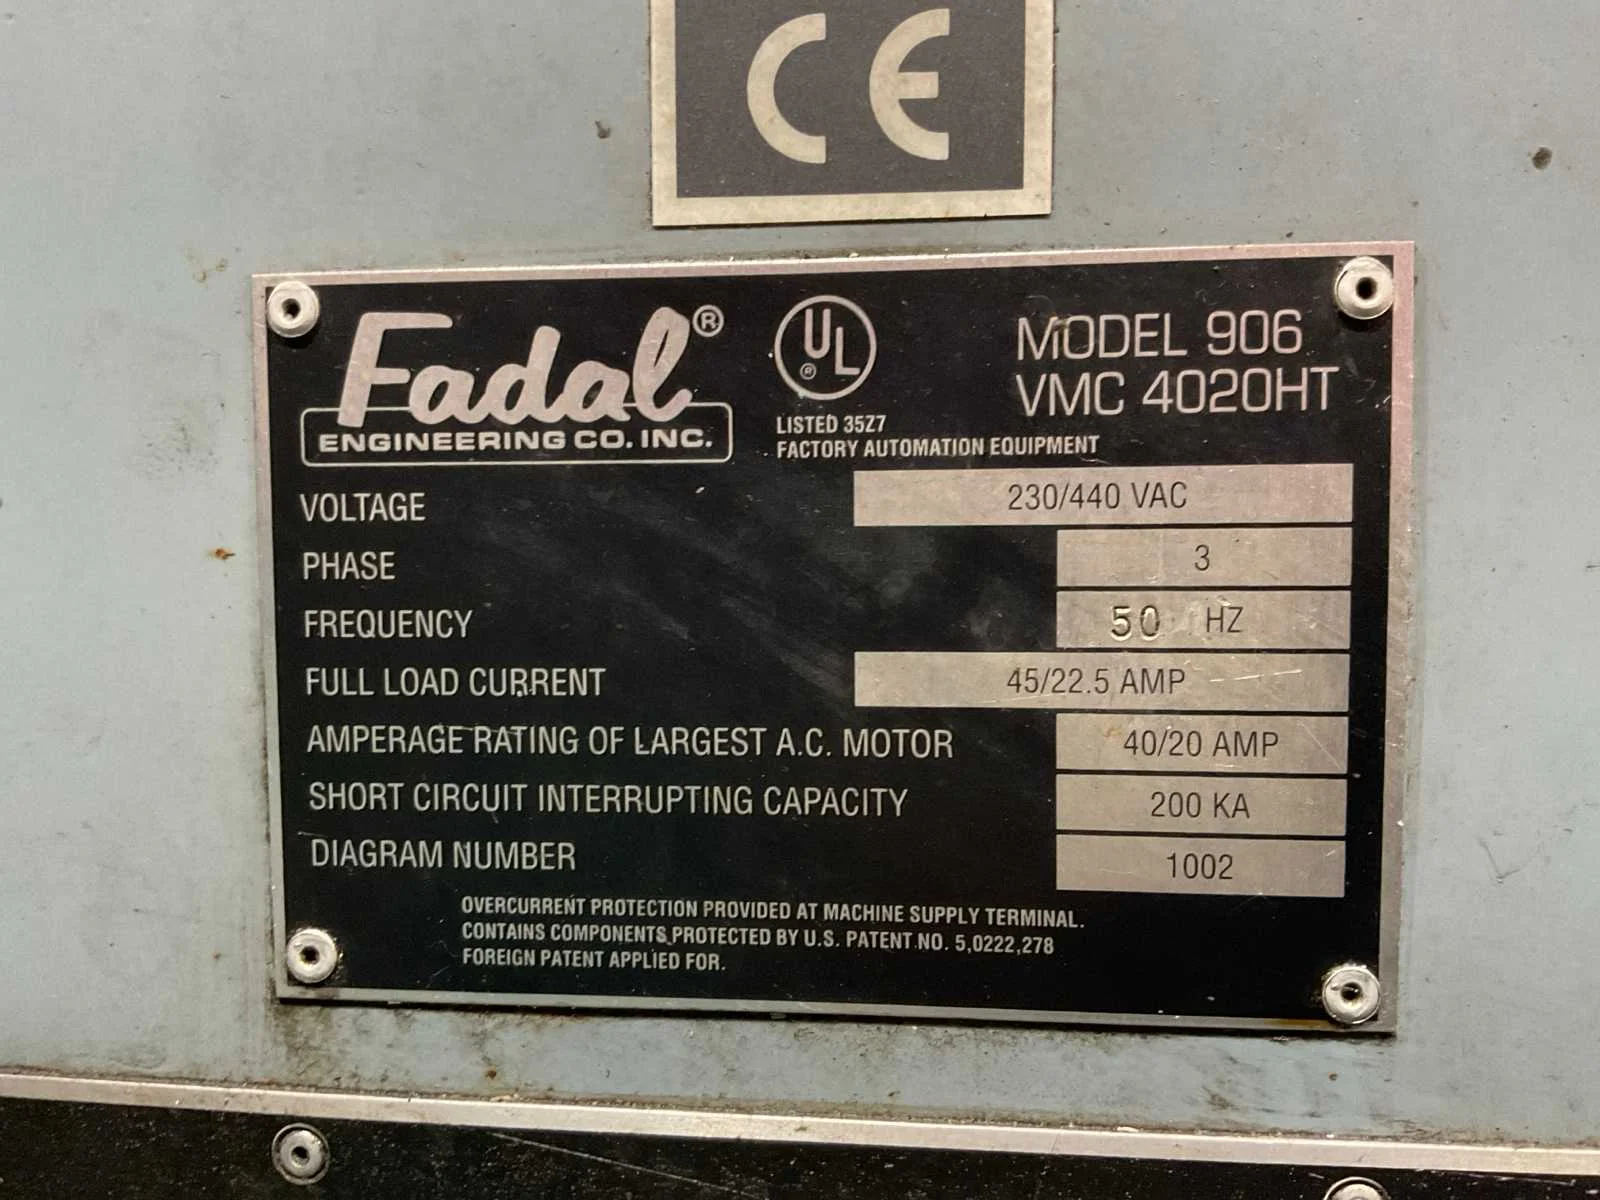 CE
Fadal®
ENGINEERING CO. INC.
UL®
LISTED 35Z7
FACTORY AUTOMATION EQUIPMENT
MODEL 906
VMC 4020HT
VOLTAGE 230/440 VAC
PHASE 3
FREQUENCY 50 HZ
FULL LOAD CURRENT 45/22.5 AMP
AMPERAGE RATING OF LARGEST A.C. MOTOR 40/20 AMP
SHORT CIRCUIT INTERRUPTING CAPACITY 200 KA
DIAGRAM NUMBER 1002
OVERCURRENT PROTECTION PROVIDED AT MACHINE SUPPLY TERMINAL.
CONTAINS COMPONENTS PROTECTED BY U.S. PATENT NO. 5,0222,278
FOREIGN PATENT APPLIED FOR.